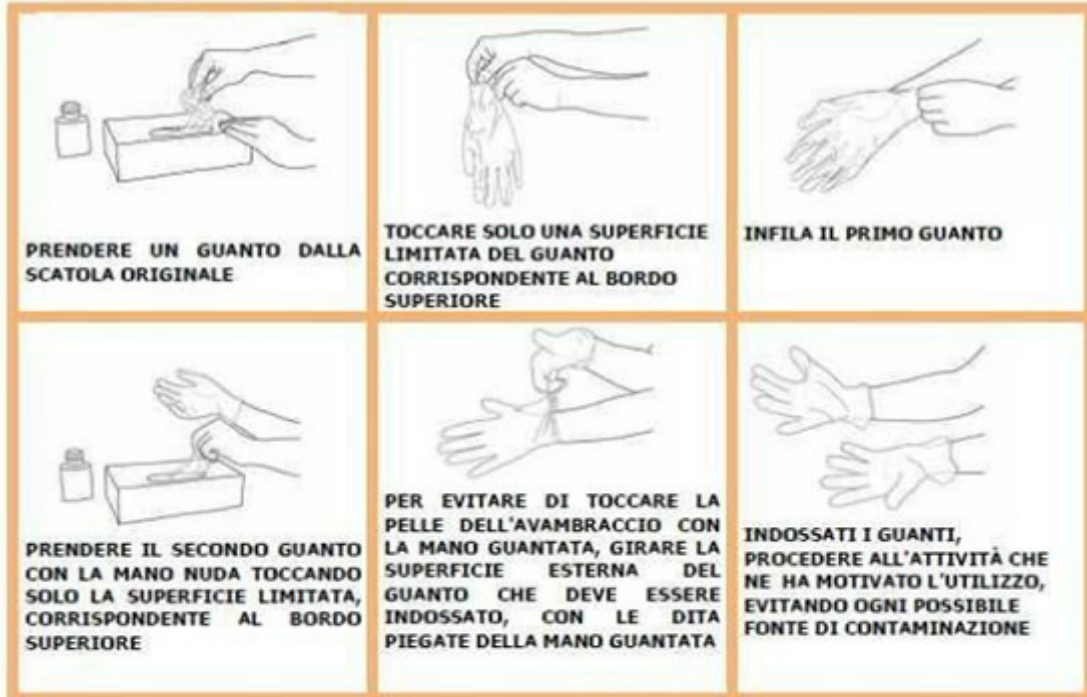 PRENDERE UN GUANTO DALLA
SCATOLA ORIGINALE
TOCCARE SOLO UNA SUPERFICIE
LIMITATA DEL GUANTO
CORRISPONDENTE AL BORDO
SUPERIORE
INFILA IL PRIMO GUANTO
PRENDERE IL SECONDO GUANTO
CON LA MANO NUDA TOCCANDO
SOLO LA SUPERFICIE LIMITATA,
CORRISPONDENTE AL BORDO
SUPERIORE
PER EVITARE DI TOCCARE LA
PELLE DELL'AVAMBRACCIO CON
LA MANO GUANTATA, GIRARE LA
SUPERFICIE ESTERNA DEL
GUANTO CHE DEVE ESSERE
INDOSSATO, CON LE DITA
PIEGATE DELLA MANO GUANTATA
INDOSSATI I GUANTI,
PROCEDERE ALL'ATTIVITÀ CHE
NE HA MOTIVATO L'UTILIZZO,
EVITANDO OGNI POSSIBILE
FONTE DI CONTAMINAZIONE